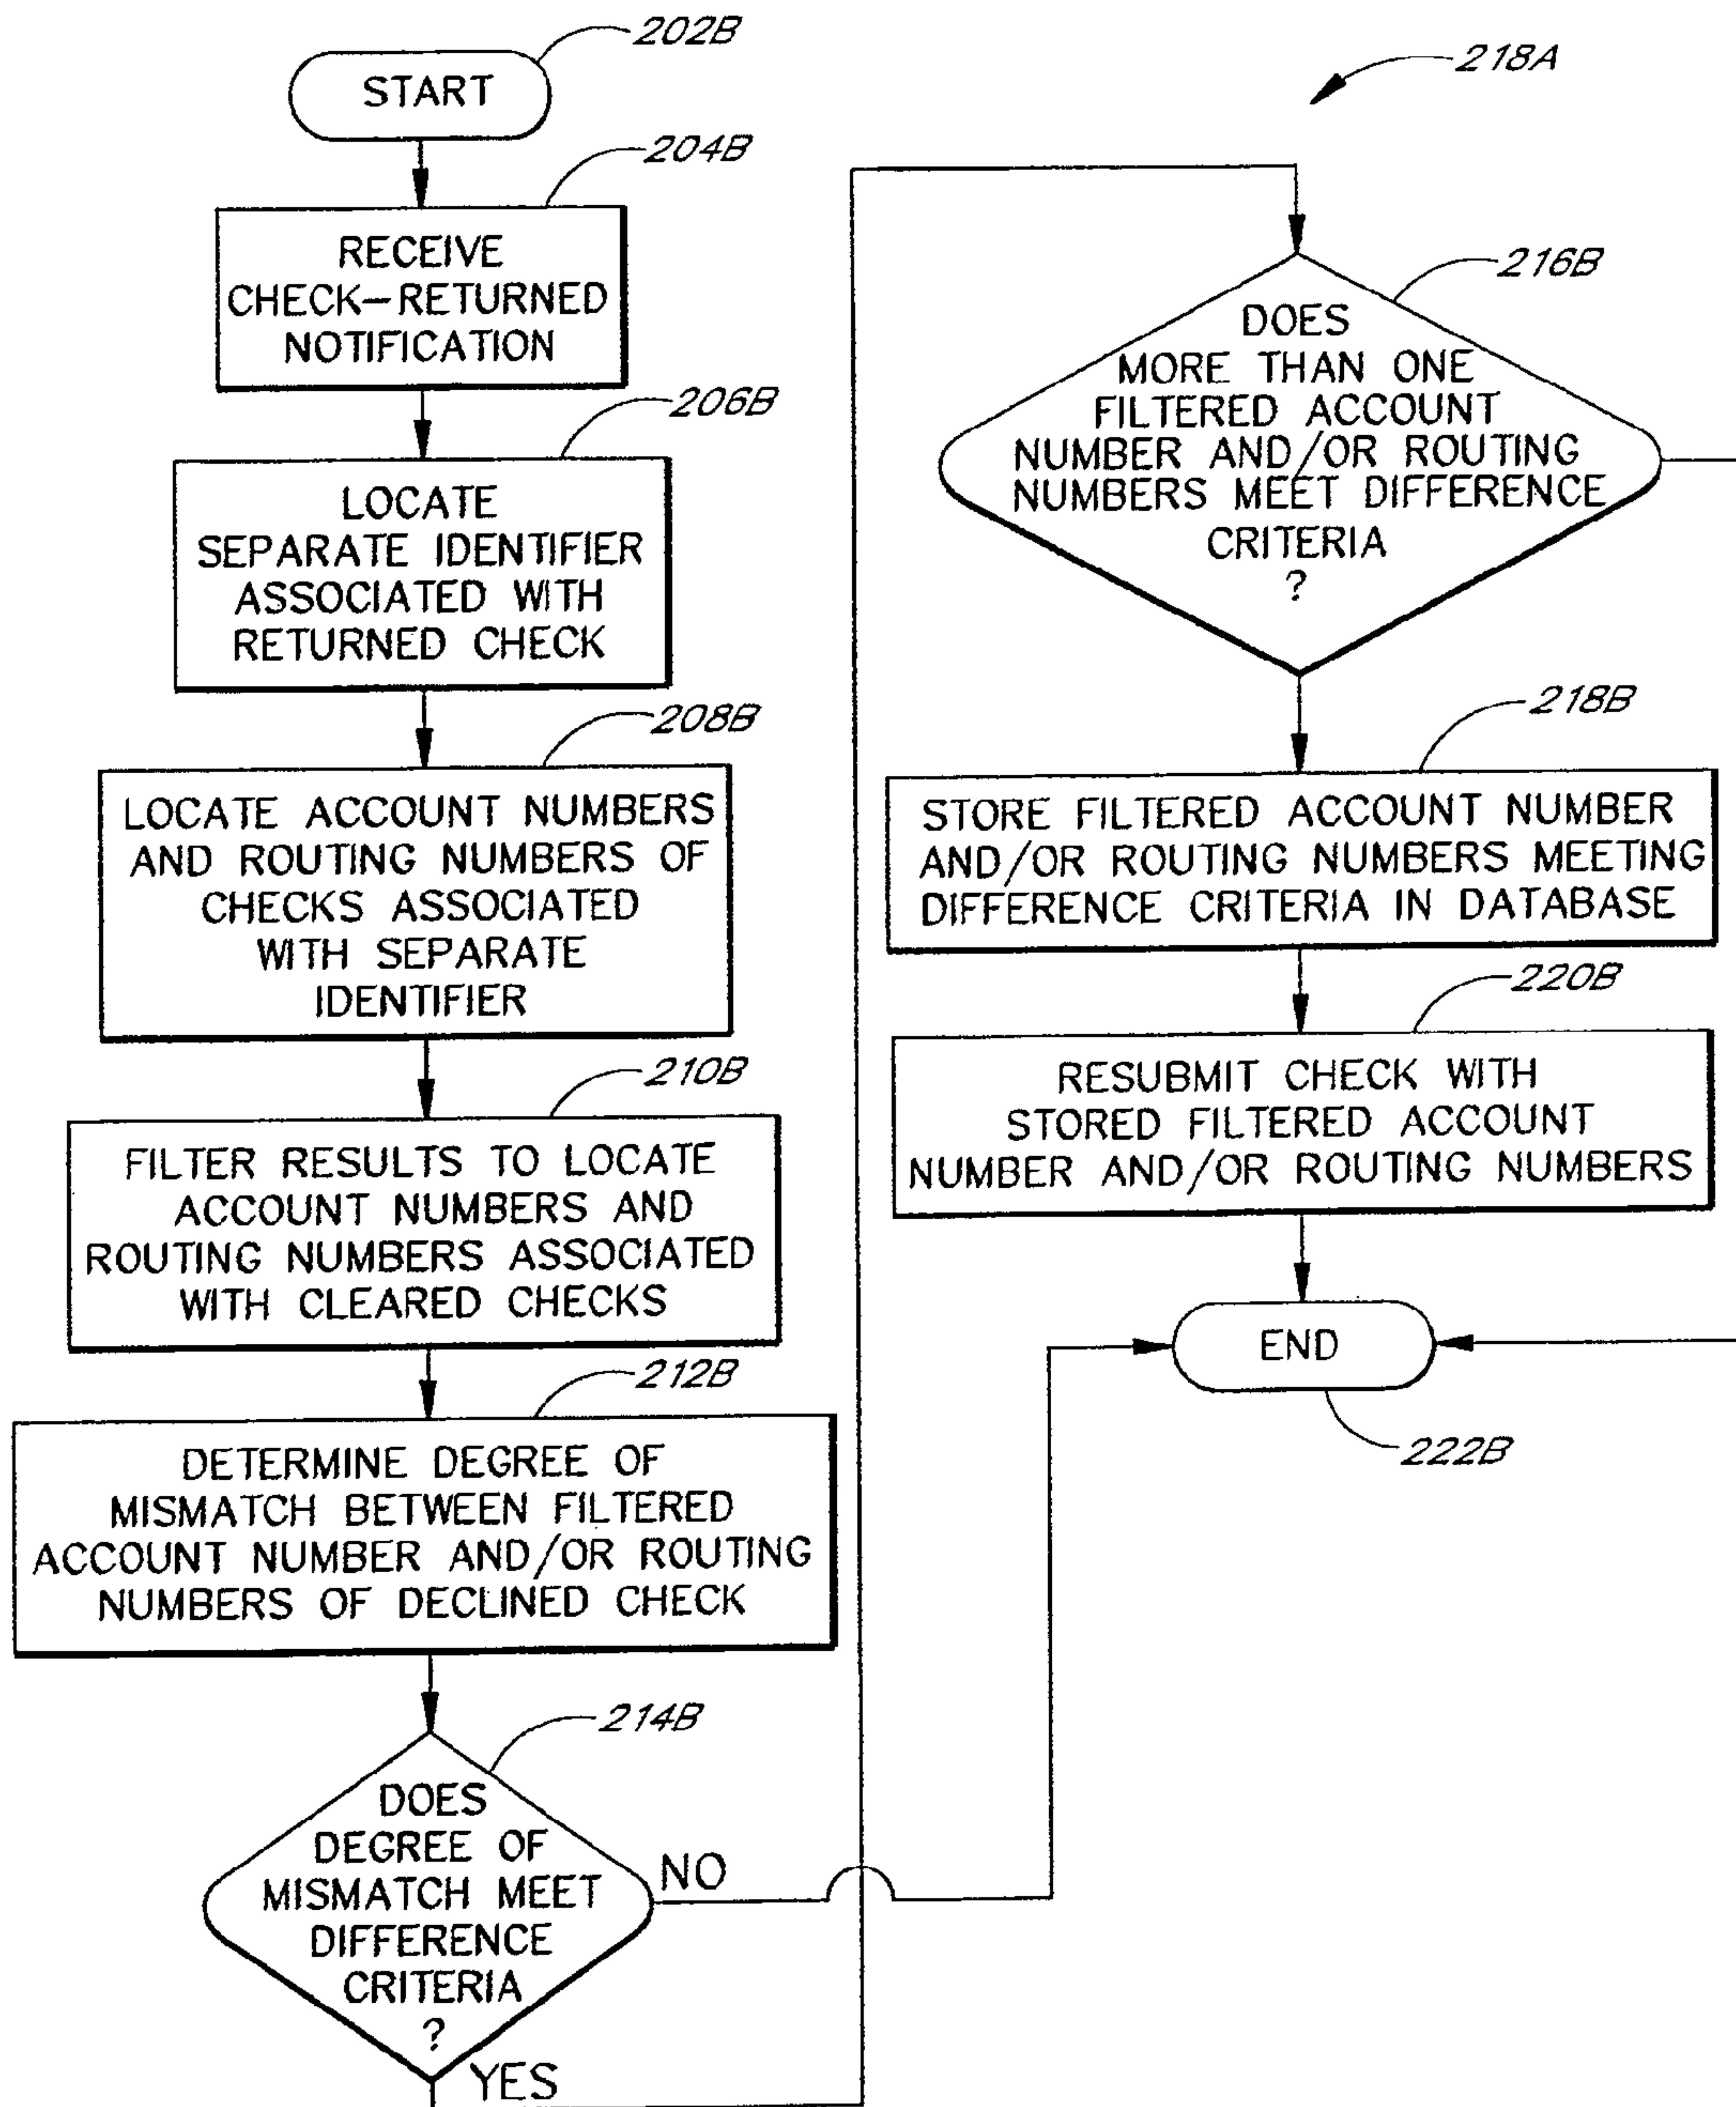 202B
START
204B
RECEIVE
CHECK-RETURNED
NOTIFICATION
206B
LOCATE
SEPARATE IDENTIFIER
ASSOCIATED WITH
RETURNED CHECK
208B
LOCATE ACCOUNT NUMBERS
AND ROUTING NUMBERS OF
CHECKS ASSOCIATED
WITH SEPARATE
IDENTIFIER
210B
FILTER RESULTS TO LOCATE
ACCOUNT NUMBERS AND
ROUTING NUMBERS ASSOCIATED
WITH CLEARED CHECKS
212B
DETERMINE DEGREE OF
MISMATCH BETWEEN FILTERED
ACCOUNT NUMBER AND/OR ROUTING
NUMBERS OF DECLINED CHECK
214B
DOES
DEGREE OF
MISMATCH MEET
DIFFERENCE
CRITERIA
?
NO
YES
218A
216B
DOES
MORE THAN ONE
FILTERED ACCOUNT
NUMBER AND/OR ROUTING
NUMBERS MEET DIFFERENCE
CRITERIA
?
218B
STORE FILTERED ACCOUNT NUMBER
AND/OR ROUTING NUMBERS MEETING
DIFFERENCE CRITERIA IN DATABASE
220B
RESUBMIT CHECK WITH
STORED FILTERED ACCOUNT
NUMBER AND/OR ROUTING NUMBERS
END
222B